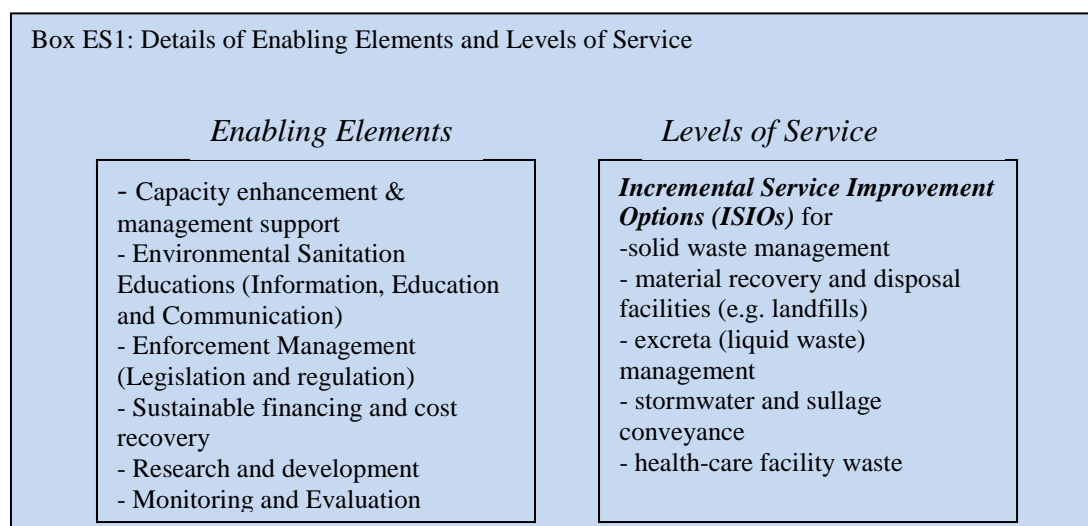 Box ES1: Details of Enabling Elements and Levels of Service
Enabling Elements
- Capacity enhancement &
management support
- Environmental Sanitation
Educations (Information, Education
and Communication)
- Enforcement Management
(Legislation and regulation)
- Sustainable financing and cost
recovery
- Research and development
- Monitoring and Evaluation
Levels of Service
Incremental Service Improvement
Options (ISIOs) for
-solid waste management
- material recovery and disposal
facilities (e.g. landfills)
- excreta (liquid waste)
management
- stormwater and sullage
conveyance
- health-care facility waste